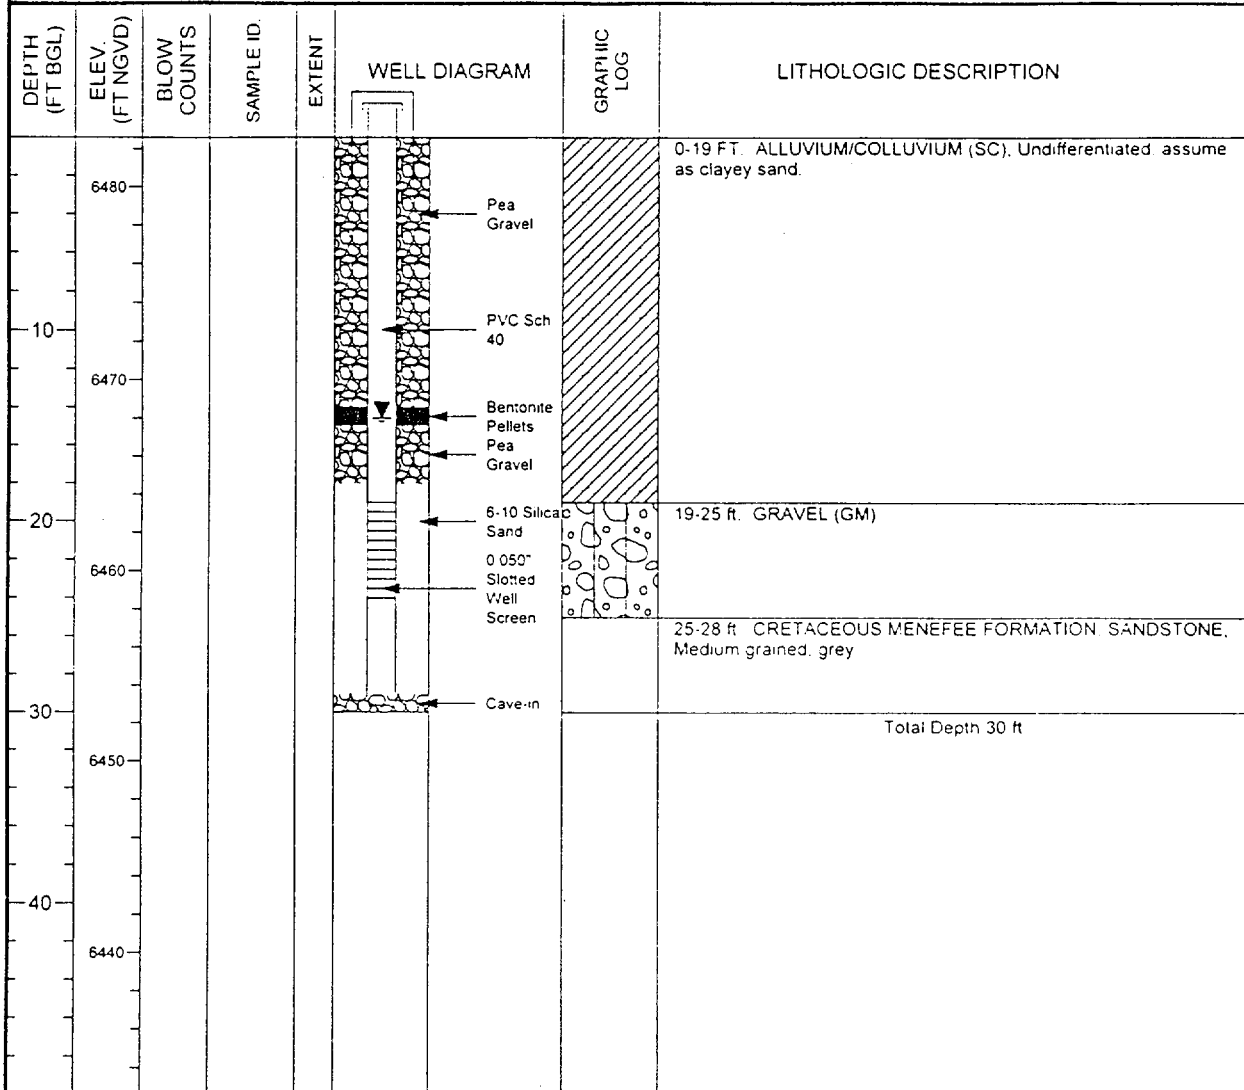 DEPTH
(FT BGL)
ELEV.
(FT NGVD)
BLOW
COUNTS
SAMPLE ID.
EXTENT
WELL DIAGRAM
GRAPHIC
LOG
LITHOLOGIC DESCRIPTION
0-19 FT. ALLUVIUM/COLLUVIUM (SC), Undifferentiated. assume
as clayey sand.
6480
Pea
Gravel
PVC Sch
40
10
6470
Bentonite
Pellets
Pea
Gravel
6-10 Silica
Sand
20
19-25 ft. GRAVEL (GM)
0.050"
Slotted
Well
Screen
6460
25-28 ft. CRETACEOUS MENEFEE FORMATION. SANDSTONE,
Medium grained, grey
Cave-in
30
Total Depth 30 ft
6450
40
6440